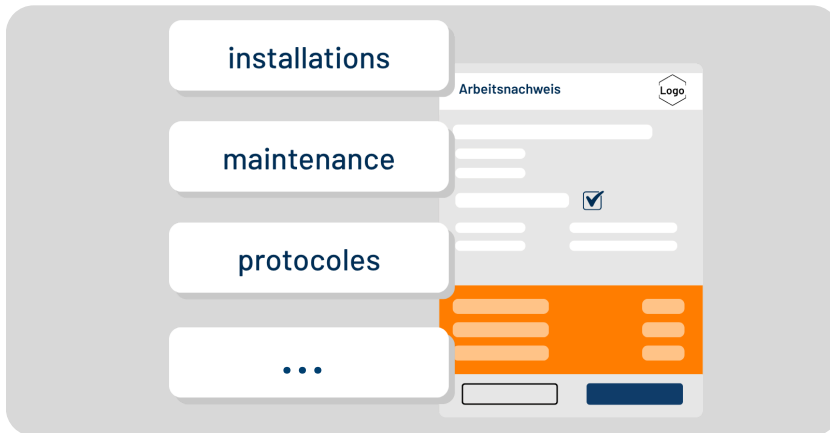 installations
Arbeitsnachweis
Logo
maintenance
protocoles
...